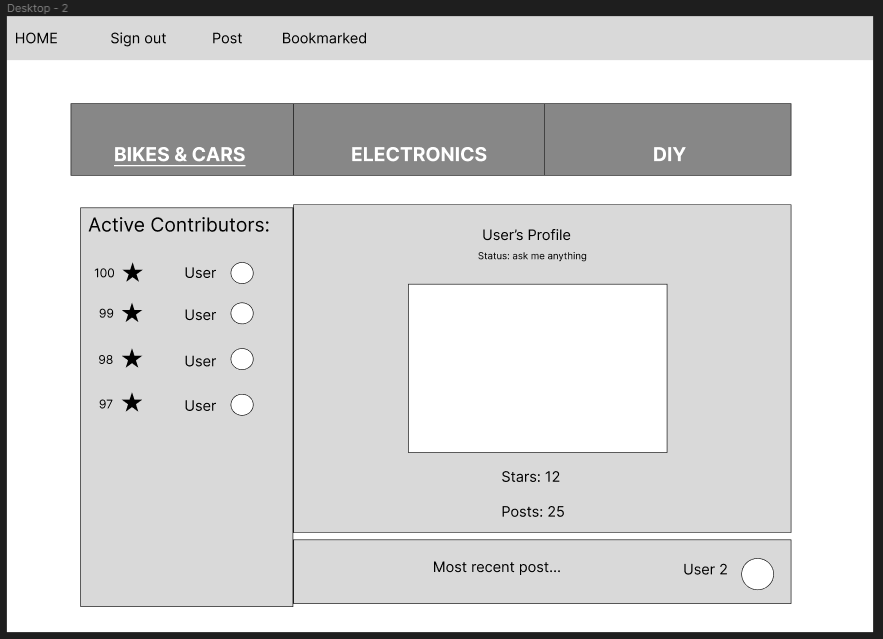 Desktop - 2
HOME Sign out Post Bookmarked
BIKES & CARS ELECTRONICS DIY
Active Contributors:
100 ★ User
99 ★ User
98 ★ User
97 ★ User
User’s Profile
Status: ask me anything
Stars: 12
Posts: 25
Most recent post... User 2